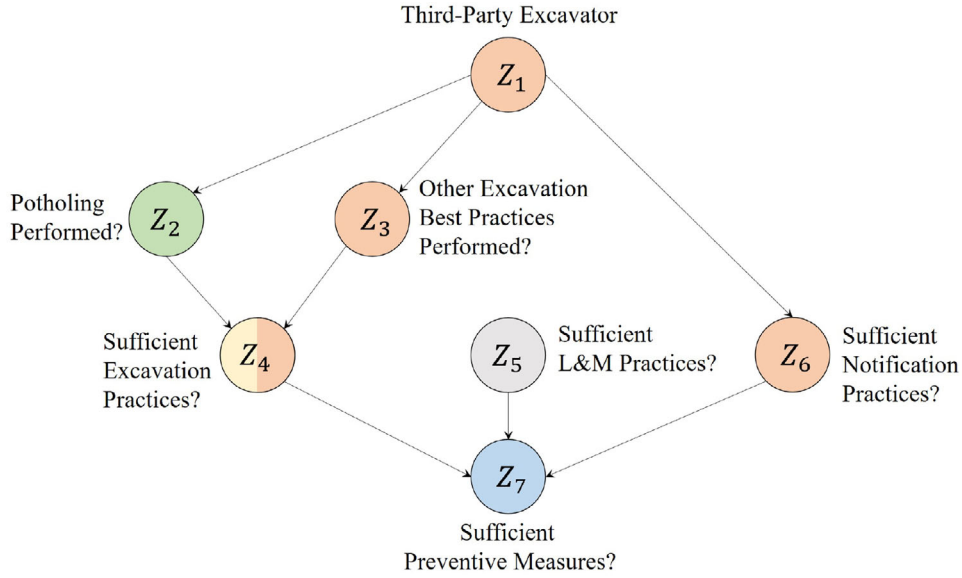 Third-Party Excavator
Z₁
Potholing
Performed?
Z₂
Z₃
Other Excavation
Best Practices
Performed?
Sufficient
Excavation
Practices?
Z₄
Z₅
Sufficient
L&M Practices?
Z₆
Sufficient
Notification
Practices?
Z₇
Sufficient
Preventive Measures?